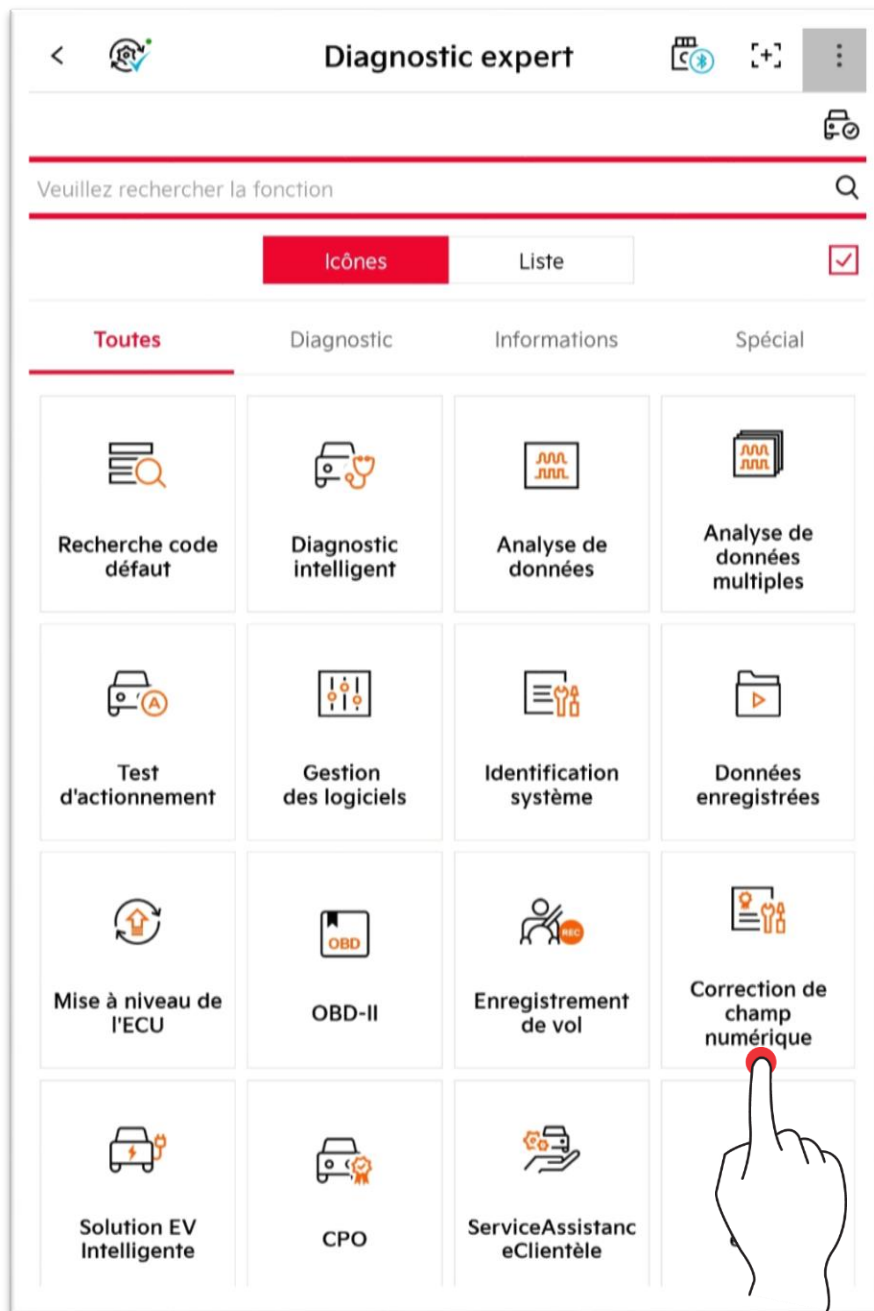 Diagnostic expert
Veuillez rechercher la fonction
Icônes
Liste
Toutes
Diagnostic
Informations
Spécial
Recherche code
défaut
Diagnostic
intelligent
Analyse de
données
Analyse de
données
multiples
Test
d'actionnement
Gestion
des logiciels
Identification
système
Données
enregistrées
Mise à niveau de
l'ECU
OBD
OBD-II
REC
Enregistrement
de vol
Correction de
champ
numérique
Solution EV
Intelligente
CPO
ServiceAssistanc
eClientèle